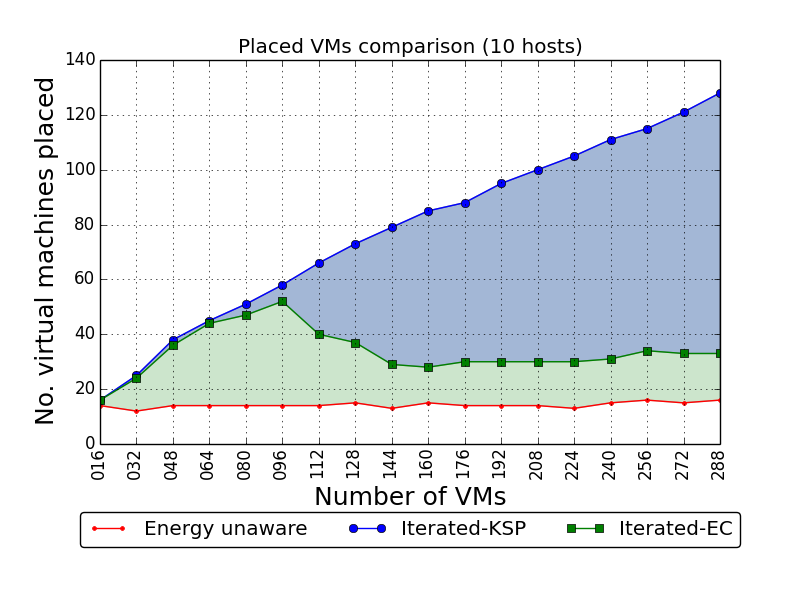 Placed VMs comparison (10 hosts)
No. virtual machines placed
140
120
100
80
60
40
20
0
016 032 048 064 080 096 112 128 144 160 176 192 208 224 240 256 272 288
Number of VMs
Energy unaware Iterated-KSP Iterated-EC